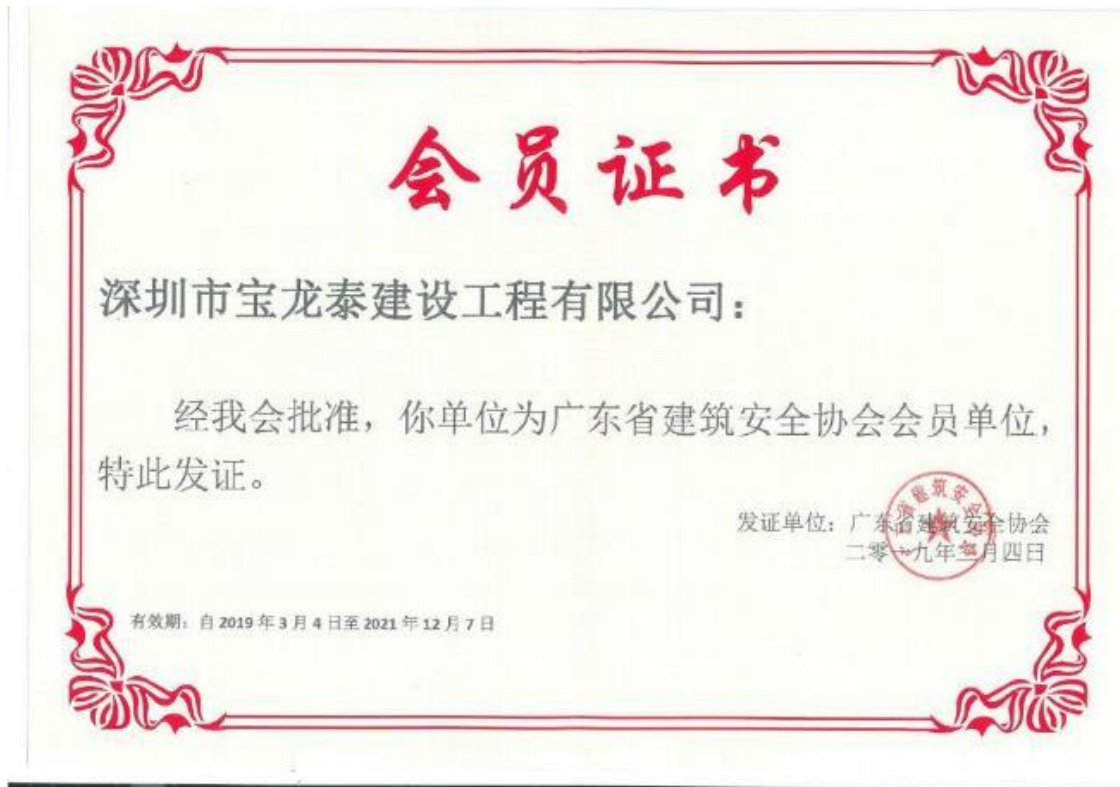 会员证书
深圳市宝龙泰建设工程有限公司：
经我会批准，你单位为广东省建筑安全协会会员单位，
特此发证。
发证单位：广东省建筑安全协会
二零一九年三月四日
有效期：自2019年3月4日至2021年12月7日